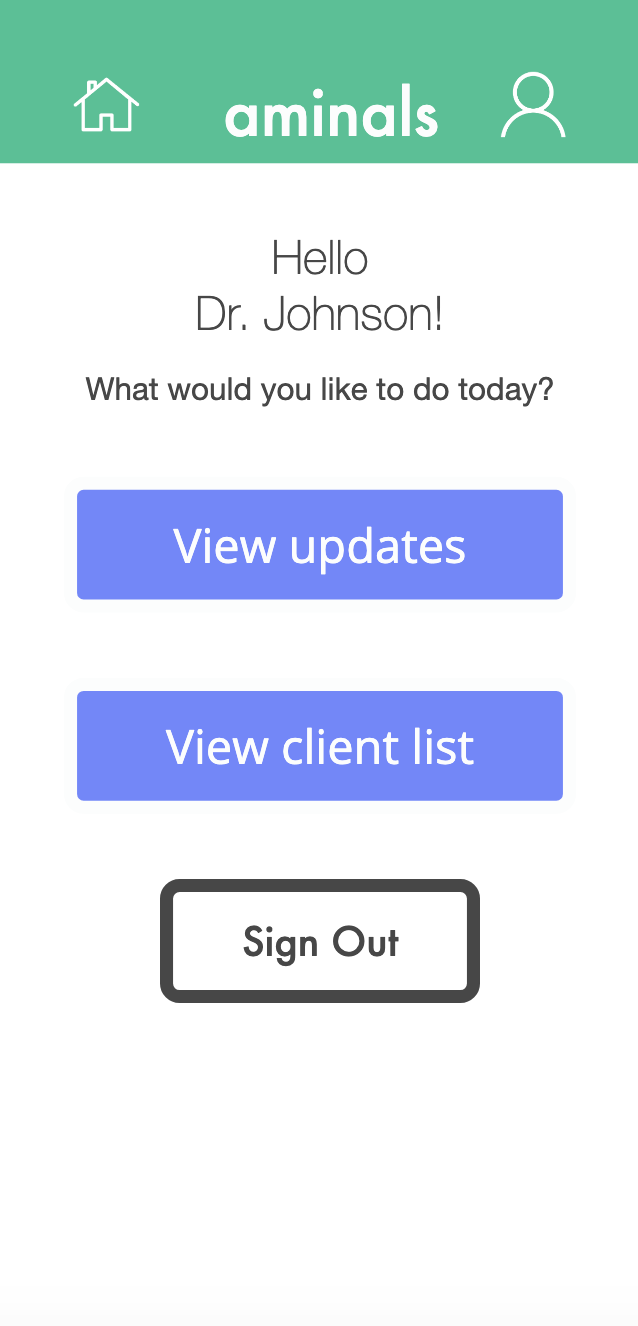 aminals
Hello
Dr. Johnson!
What would you like to do today?
View updates
View client list
Sign Out